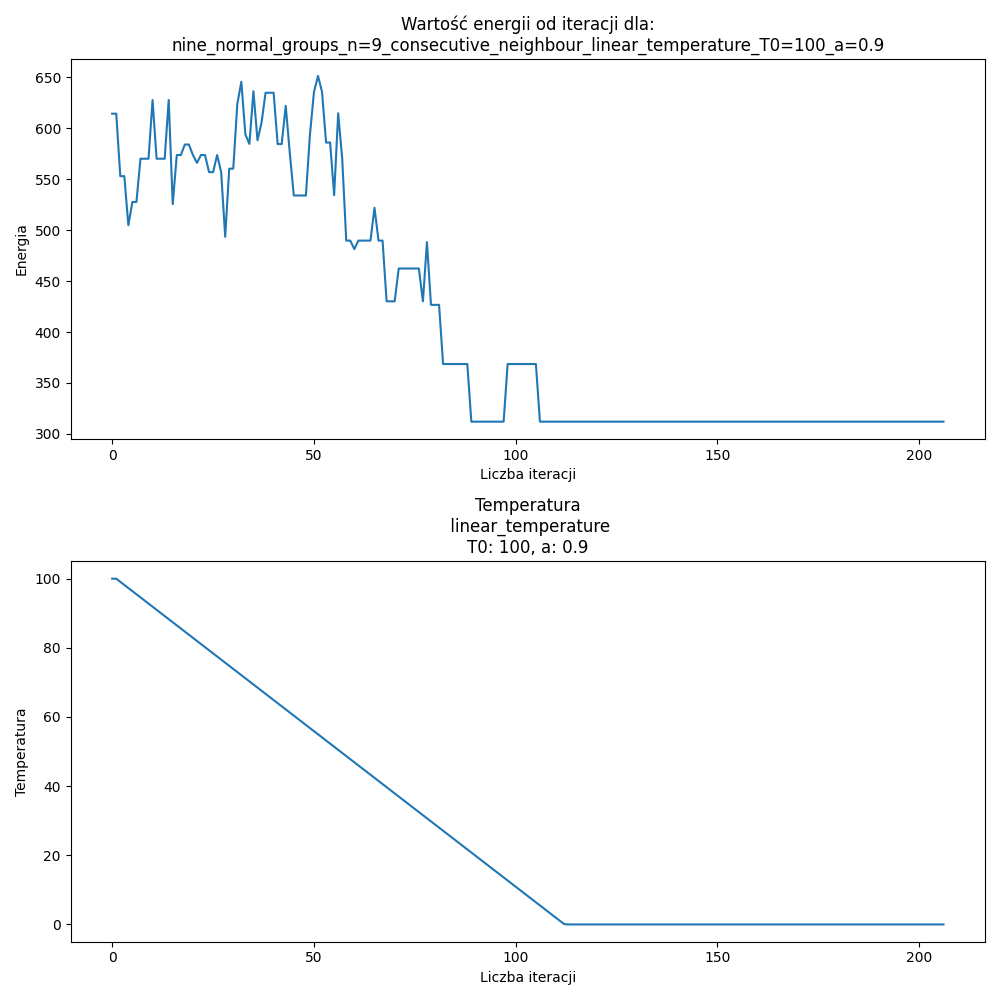 Wartość energii od iteracji dla:
nine_normal_groups_n=9_consecutive_neighbour_linear_temperature_T0=100_a=0.9
650
600
550
500
450
400
350
300
Energia
0 50 100 150 200
Liczba iteracji
Temperatura
linear_temperature
T0: 100, a: 0.9
100
80
60
40
20
0
Temperatura
0 50 100 150 200
Liczba iteracji